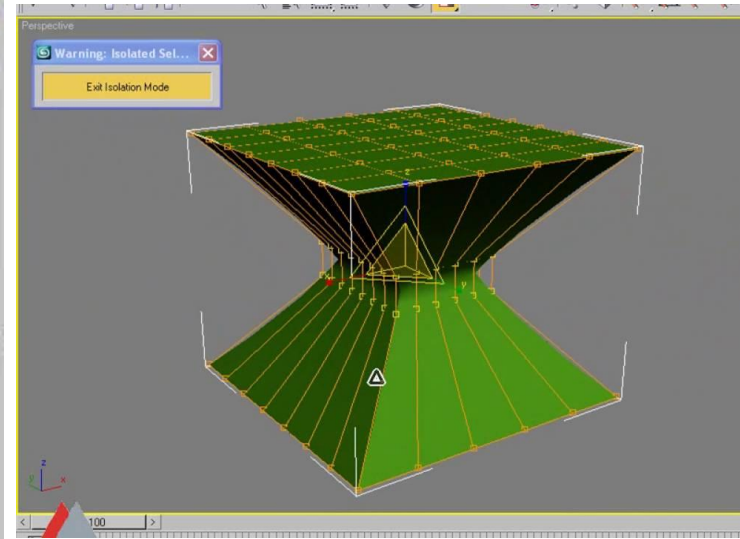 Perspective
Warning: Isolated Sel...
Exit Isolation Mode
z
x
y
z
y x
100